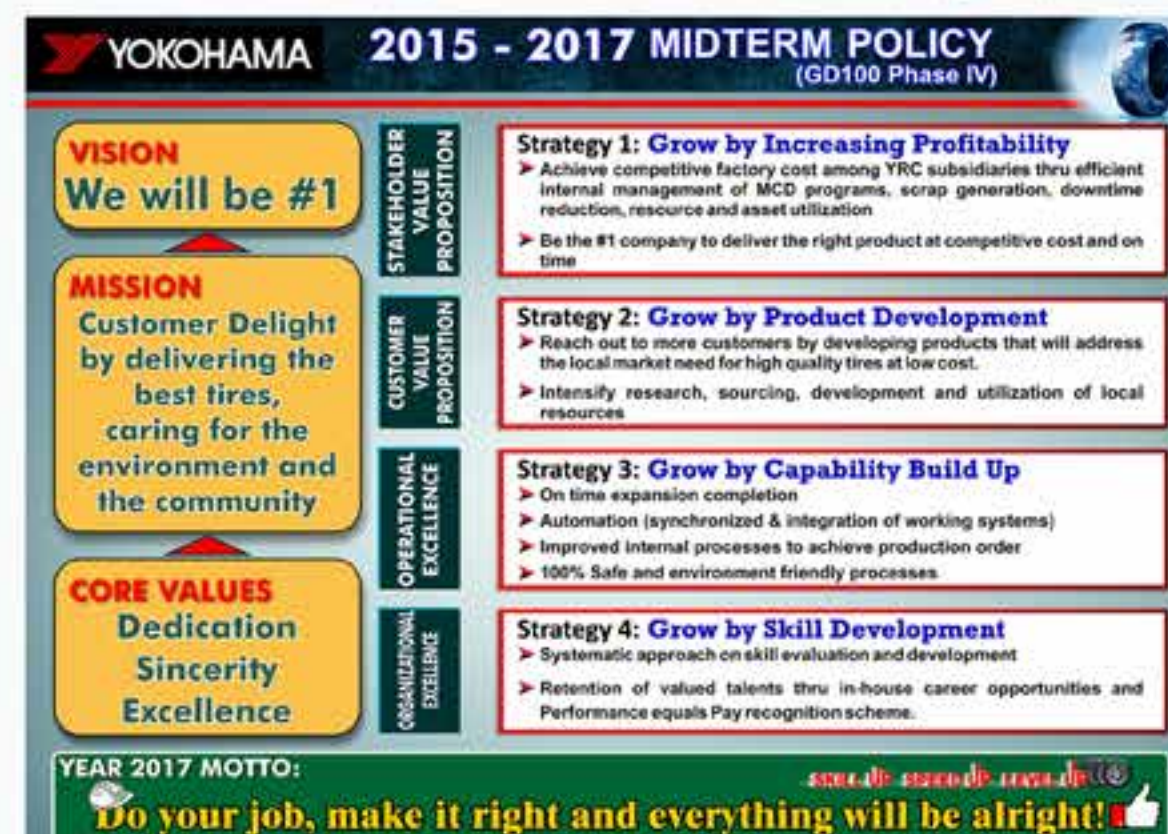 YOKOHAMA
2015 - 2017 MIDTERM POLICY
(GD100 Phase IV)
VISION
We will be #1
MISSION
Customer Delight
by delivering the
best tires,
caring for the
environment and
the community
CORE VALUES
Dedication
Sincerity
Excellence
STAKEHOLDER
VALUE
PROPOSITION
Strategy 1: Grow by Increasing Profitability
➤ Achieve competitive factory cost among YRC subsidiaries thru efficient
internal management of MCD programs, scrap generation, downtime
reduction, resource and asset utilization
➤ Be the #1 company to deliver the right product at competitive cost and on
time
CUSTOMER
VALUE
PROPOSITION
Strategy 2: Grow by Product Development
➤ Reach out to more customers by developing products that will address
the local market need for high quality tires at low cost.
➤ Intensify research, sourcing, development and utilization of local
resources
OPERATIONAL
EXCELLENCE
Strategy 3: Grow by Capability Build Up
➤ On time expansion completion
➤ Automation (synchronized & integration of working systems)
➤ Improved internal processes to achieve production order
➤ 100% Safe and environment friendly processes
ORGANIZATIONAL
EXCELLENCE
Strategy 4: Grow by Skill Development
➤ Systematic approach on skill evaluation and development
➤ Retention of valued talents thru in-house career opportunities and
Performance equals Pay recognition scheme.
YEAR 2017 MOTTO:
SKILL UP SPEED UP LEVEL UP
Do your job, make it right and everything will be alright!